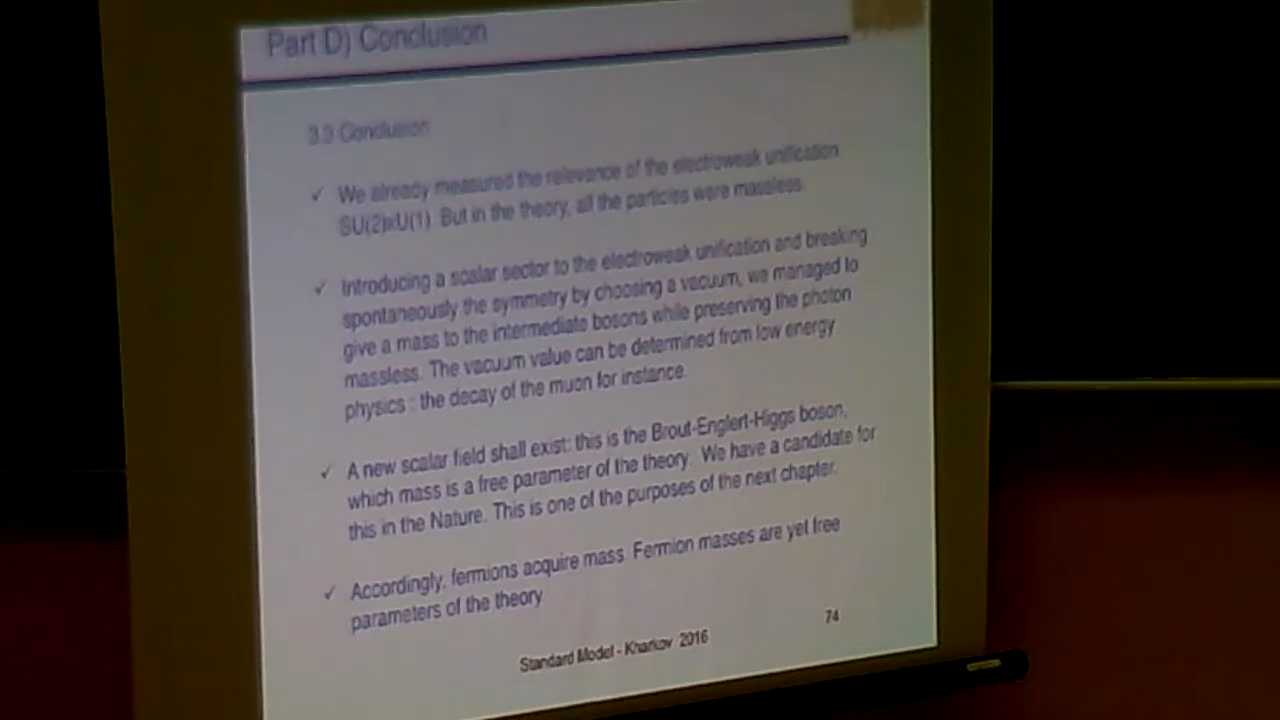 Part D) Conclusion
3.3 Conclusion
✓ We already measured the relevance of the electroweak unification
SU(2)xU(1). But in the theory, all the particles were massless.
✓ Introducing a scalar sector to the electroweak unification and breaking
spontaneously the symmetry by choosing a vacuum, we managed to
give a mass to the intermediate bosons while preserving the photon
massless. The vacuum value can be determined from low energy
physics : the decay of the muon for instance.
✓ A new scalar field shall exist: this is the Brout-Englert-Higgs boson,
which mass is a free parameter of the theory. We have a candidate for
this in the Nature. This is one of the purposes of the next chapter.
✓ Accordingly, fermions acquire mass. Fermion masses are yet free
parameters of the theory.
74
Standard Model - Kharkov 2016